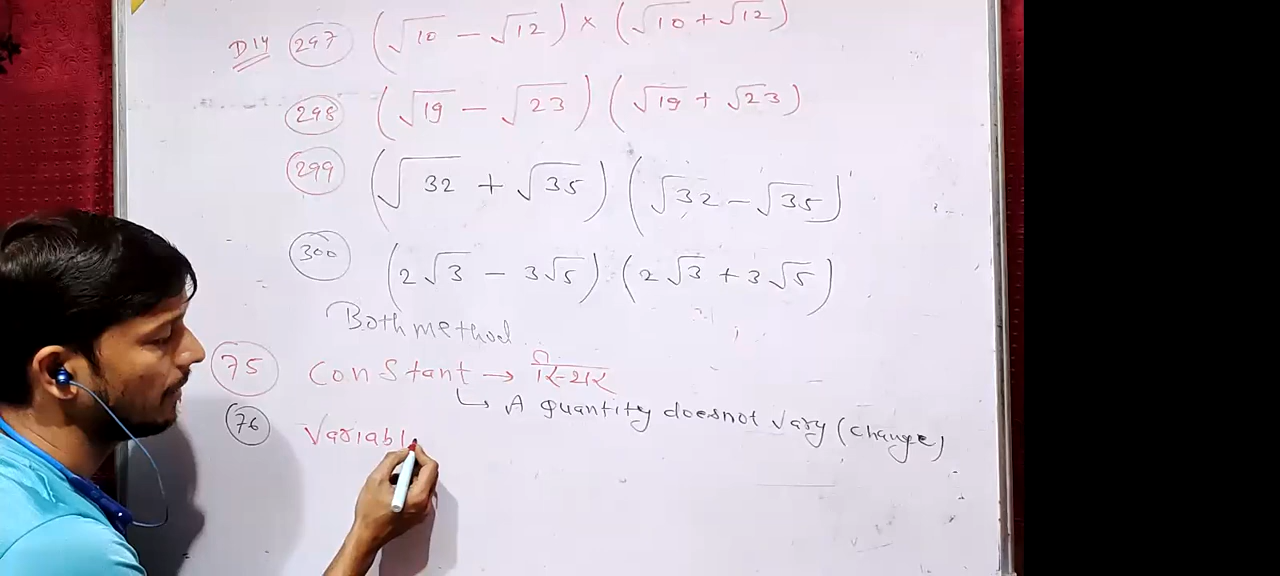 D14 297 (√10 − √12) × (√10 + √12)
298 (√19 − √23) (√19 + √23)
299 (√32 + √35) (√32 − √35)
300 (2√3 − 3√5) (2√3 + 3√5)
Both method
75 Constant → स्थिर
↳ A quantity doesnot vary (change)
76 Variabl